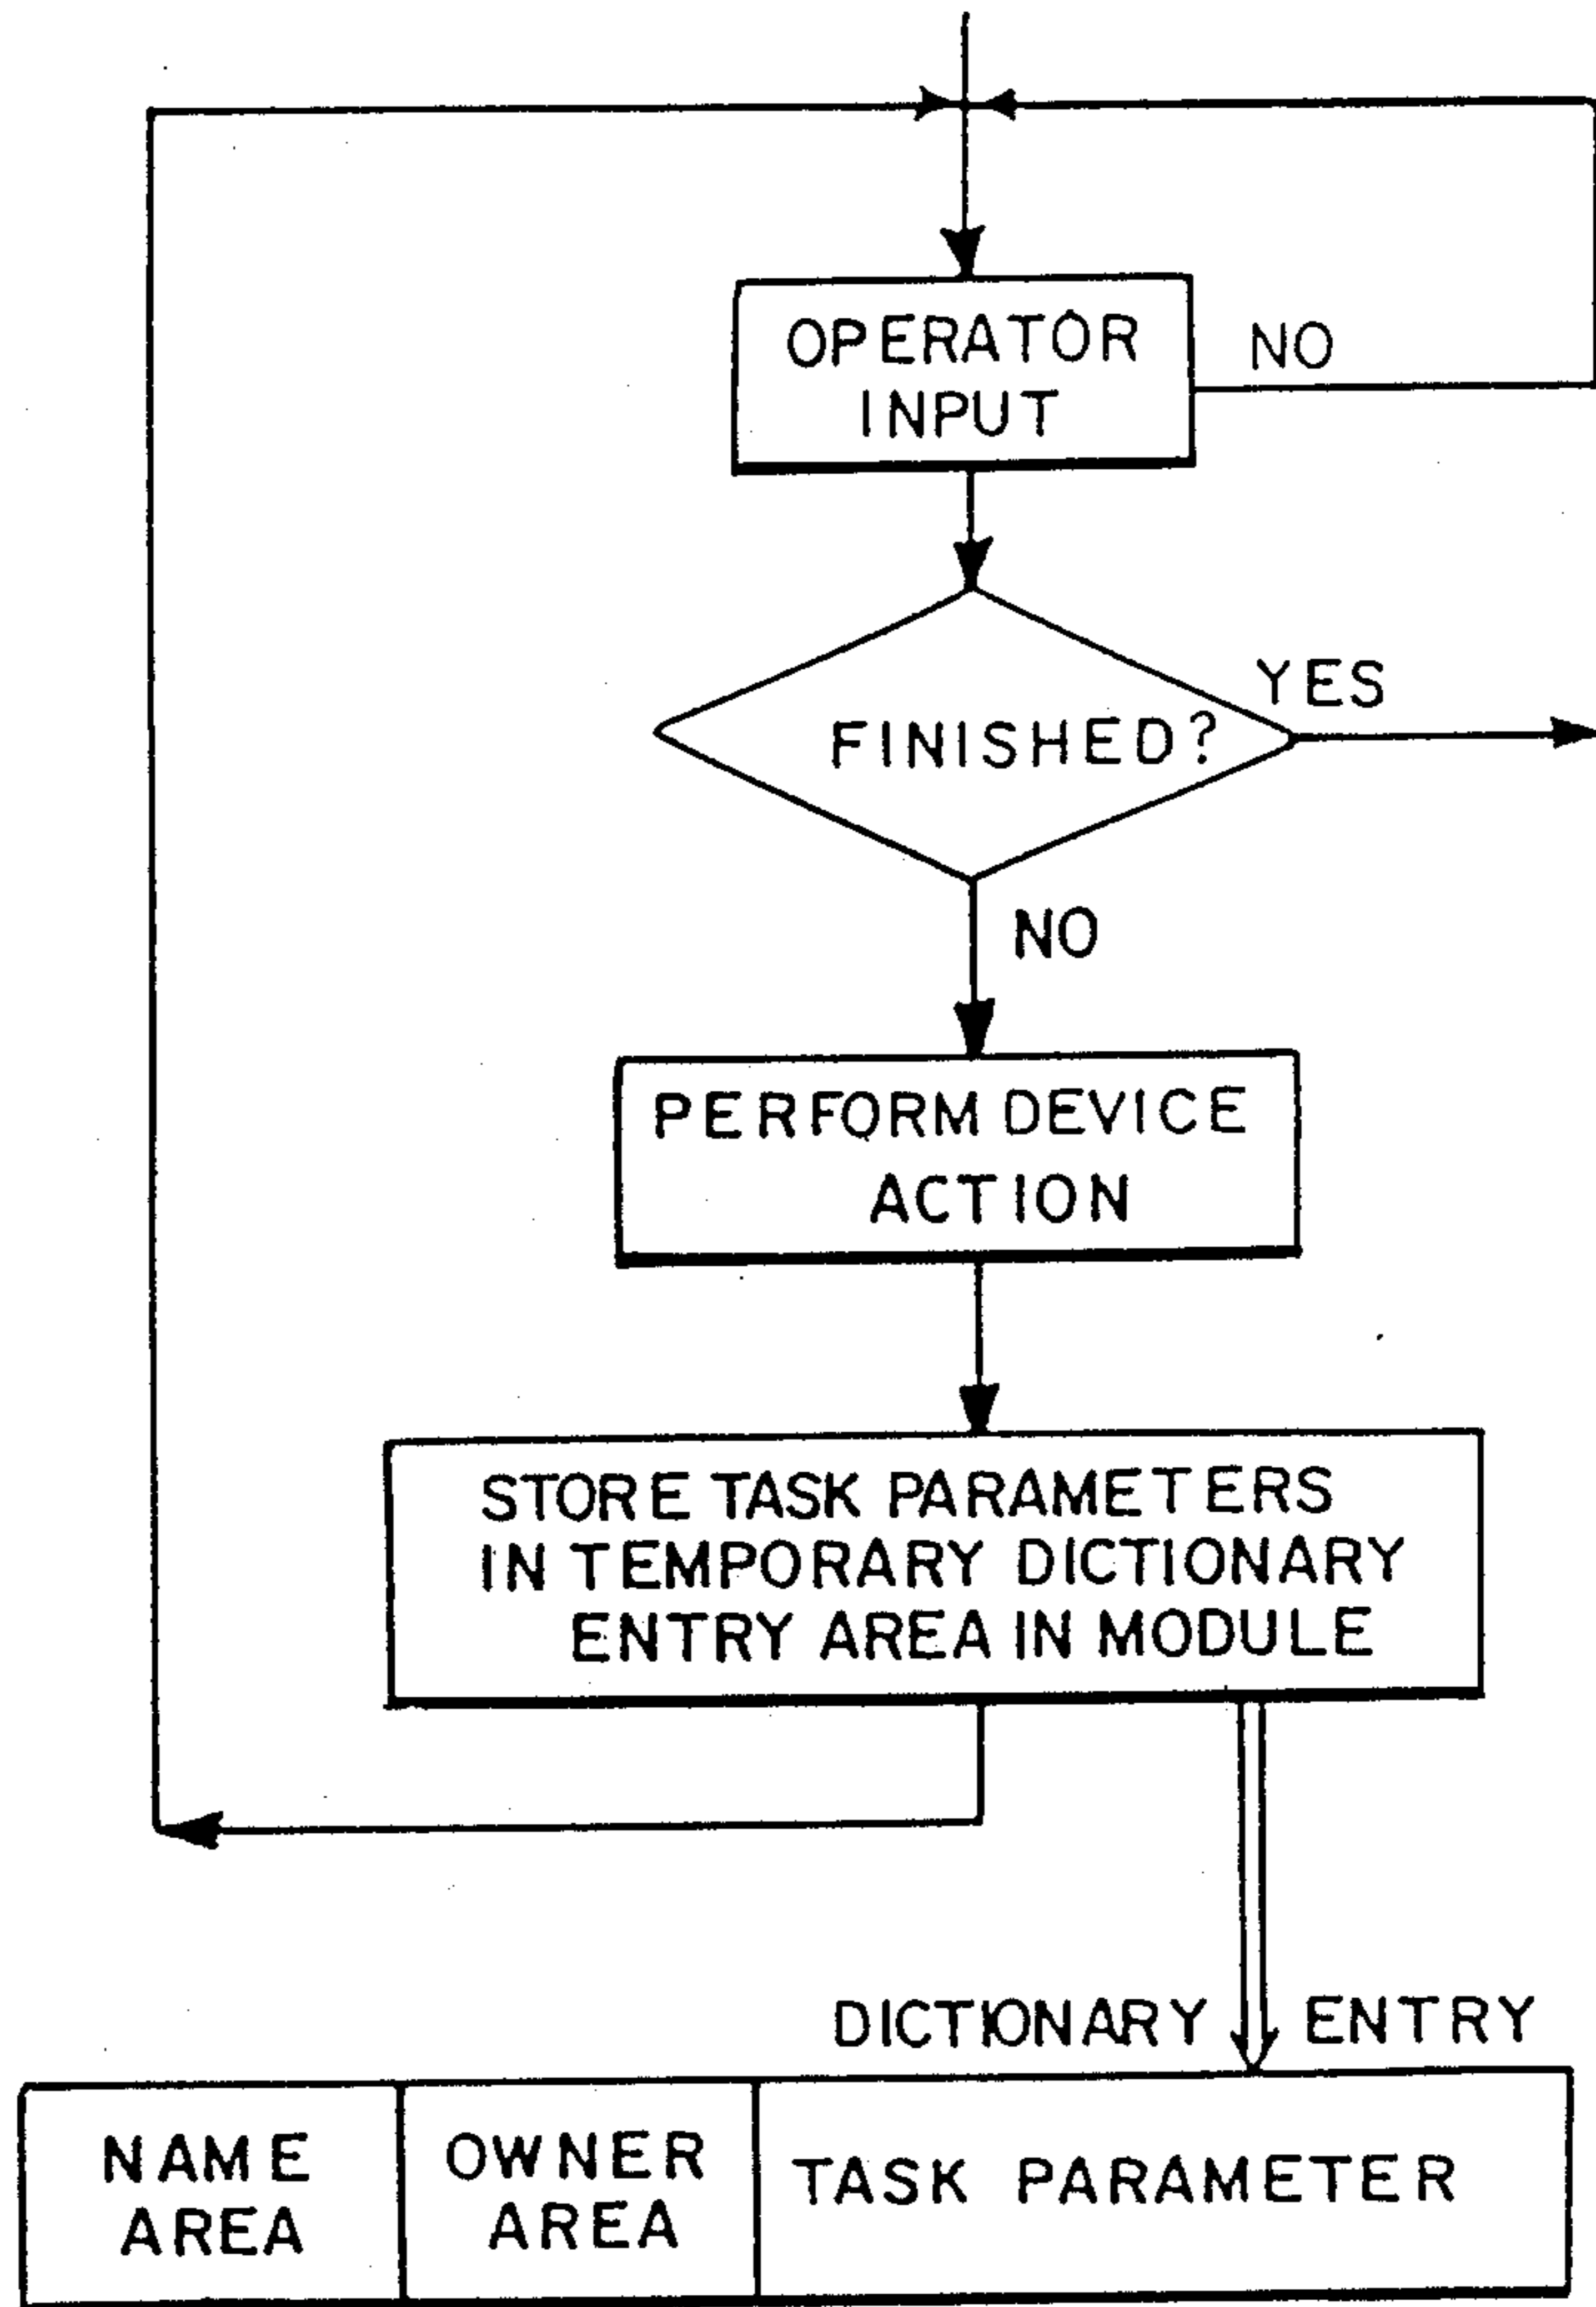 OPERATOR
INPUT
NO
FINISHED?
YES
NO
PERFORM DEVICE
ACTION
STORE TASK PARAMETERS
IN TEMPORARY DICTIONARY
ENTRY AREA IN MODULE
DICTIONARY ENTRY
NAME
AREA
OWNER
AREA
TASK PARAMETER